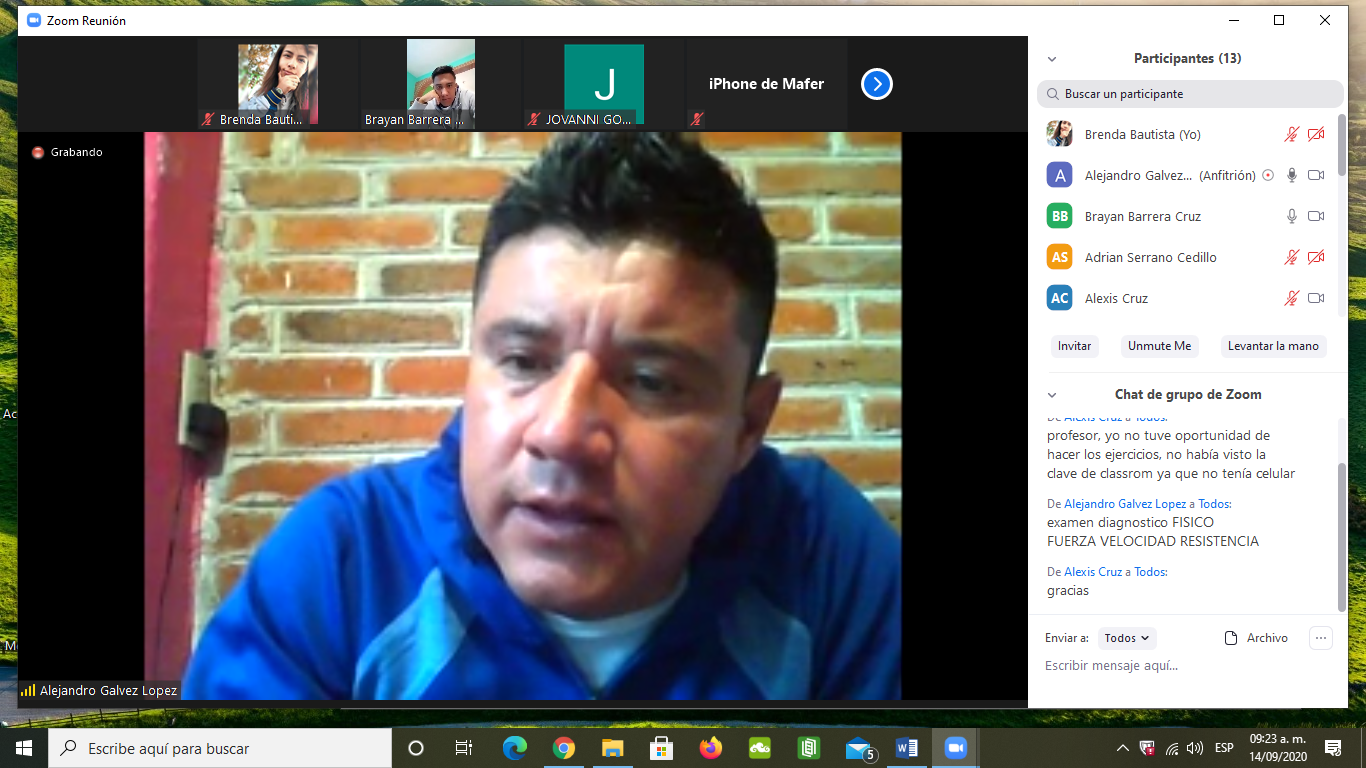 Zoom Reunión
Brenda Bauti...
Brayan Barrera ...
J
JOVANNI GO...
iPhone de Mafer
Grabando
Alejandro Galvez Lopez
Participantes (13)
Buscar un participante
Brenda Bautista (Yo)
A
Alejandro Galvez... (Anfitrión)
BB
Brayan Barrera Cruz
AS
Adrian Serrano Cedillo
AC
Alexis Cruz
Invitar
Unmute Me
Levantar la mano
Chat de grupo de Zoom
De Alexis Cruz a Todos:
profesor, yo no tuve oportunidad de
hacer los ejercicios, no había visto la
clave de classrom ya que no tenía celular
De Alejandro Galvez Lopez a Todos:
examen diagnostico FISICO
FUERZA VELOCIDAD RESISTENCIA
De Alexis Cruz a Todos:
gracias
Enviar a:
Todos
Archivo
...
Escribir mensaje aquí...
Ac
Escribe aquí para buscar
5
ESP
09:23 a. m.
14/09/2020